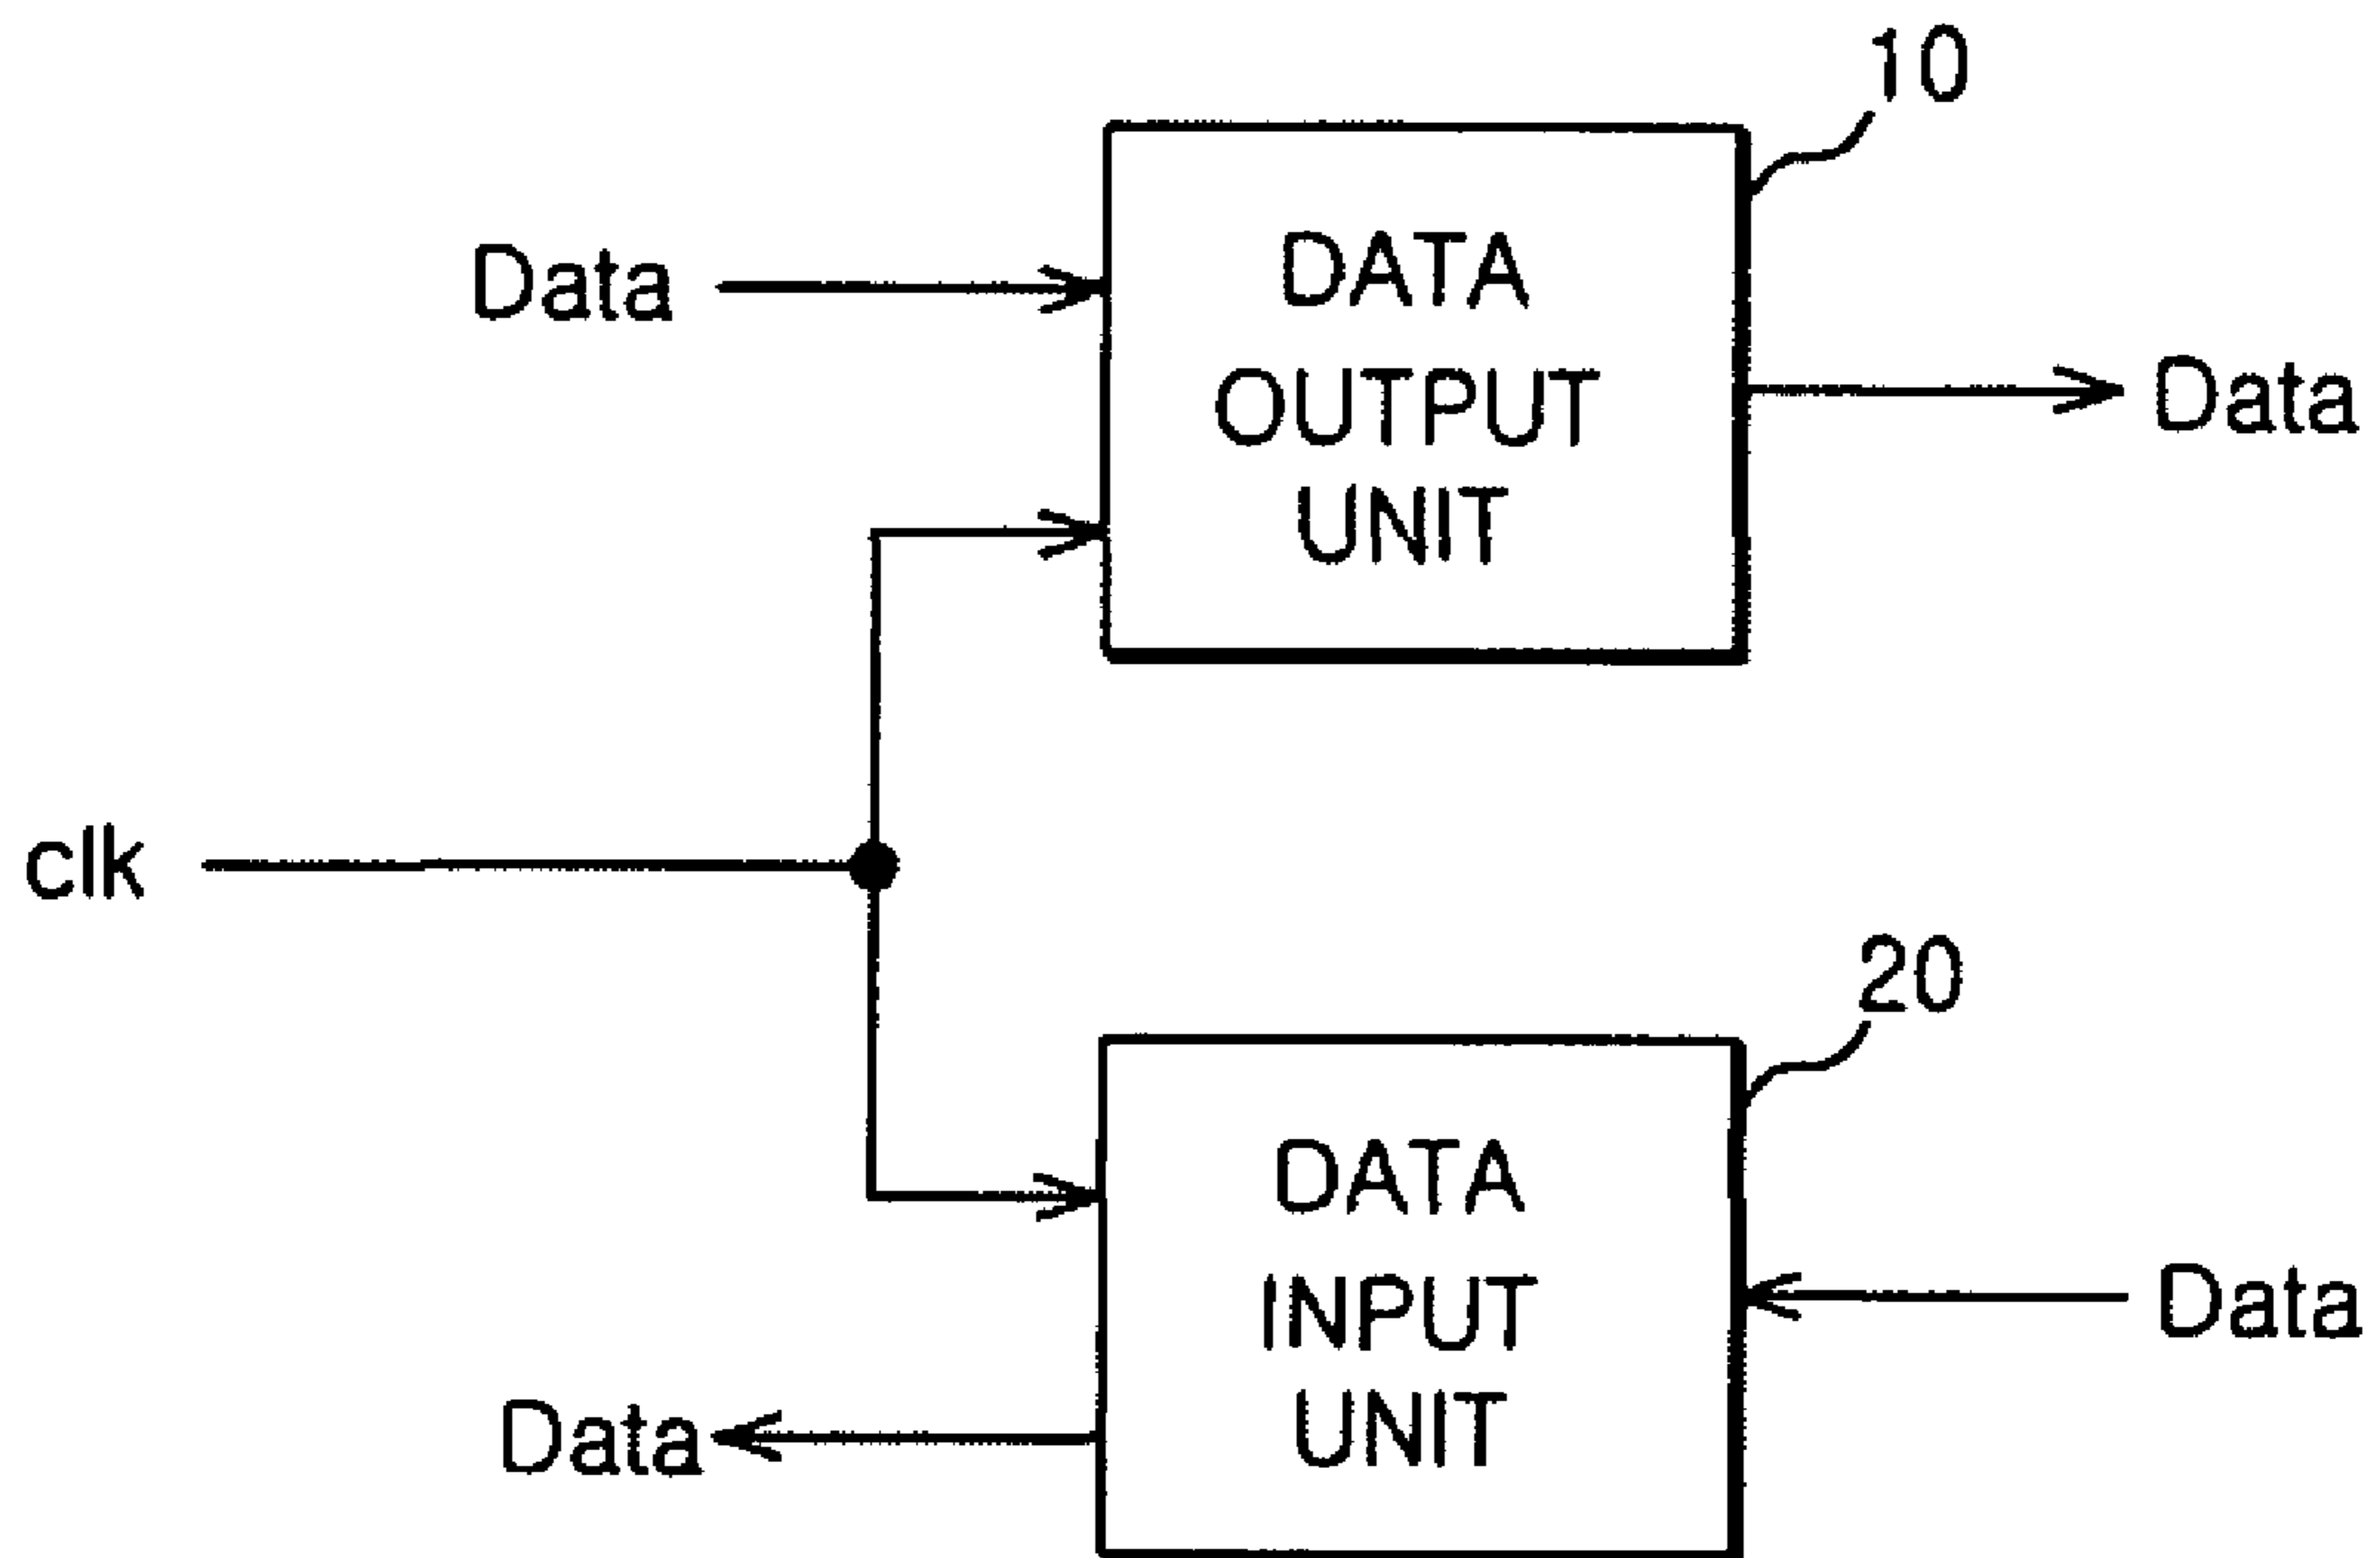 10
Data
DATA
OUTPUT
UNIT
Data
clk
20
DATA
INPUT
UNIT
Data
Data